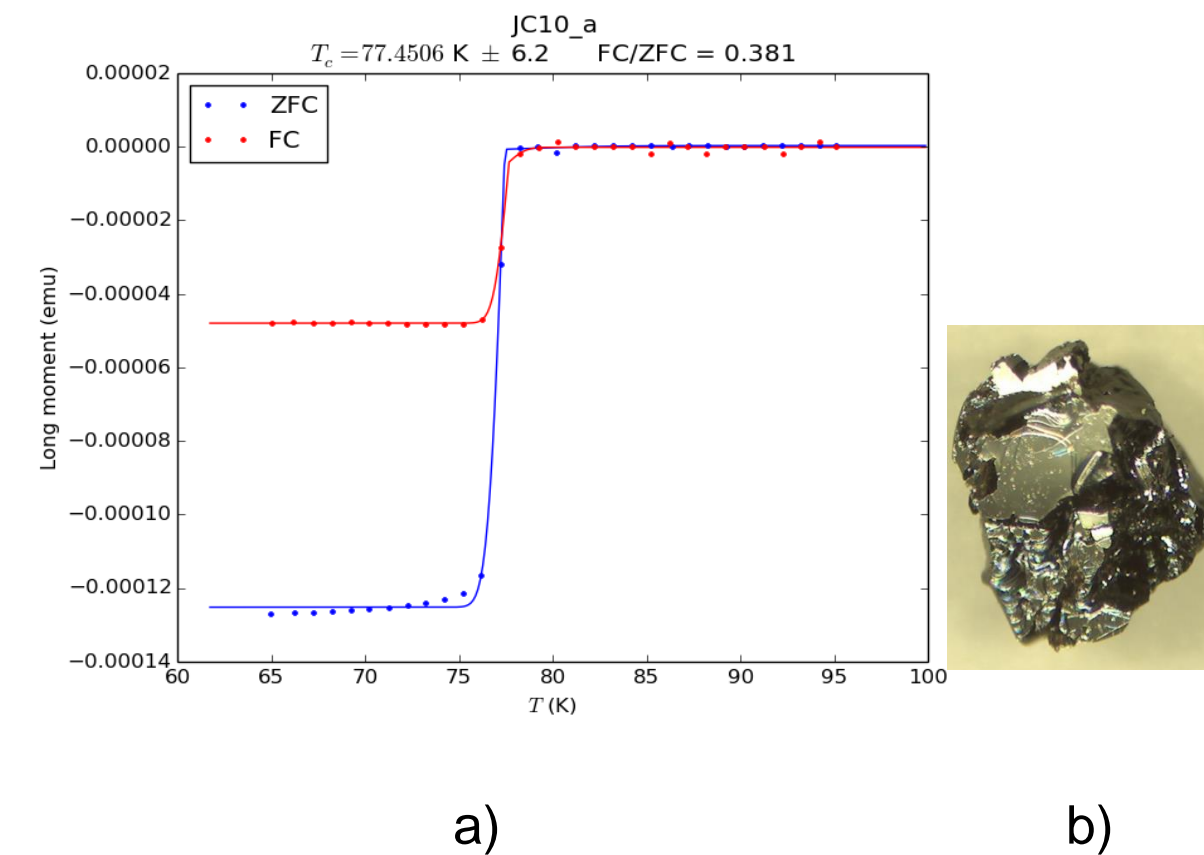 JC10_a
T_c = 77.4506 K ± 6.2 FC/ZFC = 0.381
0.00002
0.00000
−0.00002
−0.00004
−0.00006
−0.00008
−0.00010
−0.00012
−0.00014
ZFC
FC
Long moment (emu)
60 65 70 75 80 85 90 95 100
T (K)
a) b)